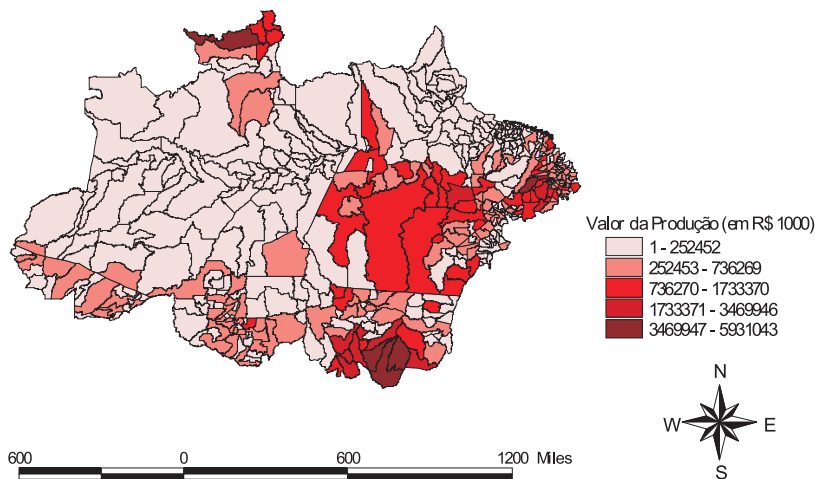 Valor da Produção (em R$ 1000)
1 - 252452
252453 - 736269
736270 - 1733370
1733371 - 3469946
3469947 - 5931043
N
W E
S
600 0 600 1200 Miles